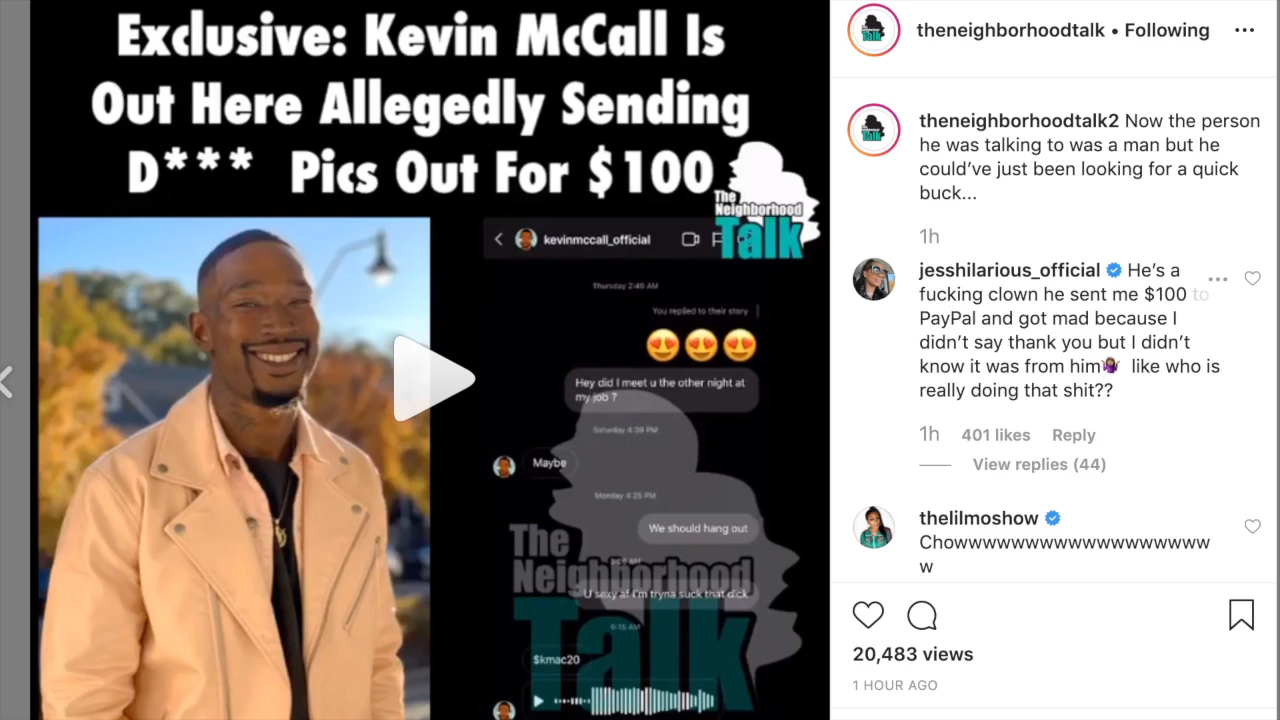 Exclusive: Kevin McCall Is
Out Here Allegedly Sending
D*** Pics Out For $100
The
Neighborhood
Talk
kevinmccall_official
Thursday 2:46 AM
You replied to their story
😍😍😍
Hey did I meet u the other night at
my job ?
Saturday 4:39 PM
Maybe
Monday 4:25 PM
We should hang out
The
Neighborhood
Talk
U sexy af I'm tryna suck that dick
6:15 AM
$kmac20
theneighborhoodtalk • Following
theneighborhoodtalk2 Now the person
he was talking to was a man but he
could've just been looking for a quick
buck...
1h
jesshilarious_official He's a
fucking clown he sent me $100 to
PayPal and got mad because I
didn't say thank you but I didn't
know it was from him🤷🏽‍♀️ like who is
really doing that shit??
1h 401 likes Reply
View replies (44)
thelilmoshow
Chowwwwwwwwwwwwwwwwwww
w
20,483 views
1 HOUR AGO